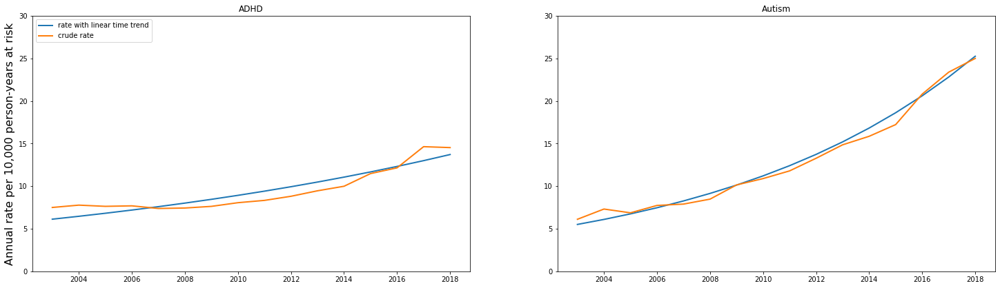 ADHD
Annual rate per 10,000 person-years at risk
rate with linear time trend
crude rate
30
25
20
15
10
5
0
2004 2006 2008 2010 2012 2014 2016 2018
Autism
30
25
20
15
10
5
0
2004 2006 2008 2010 2012 2014 2016 2018